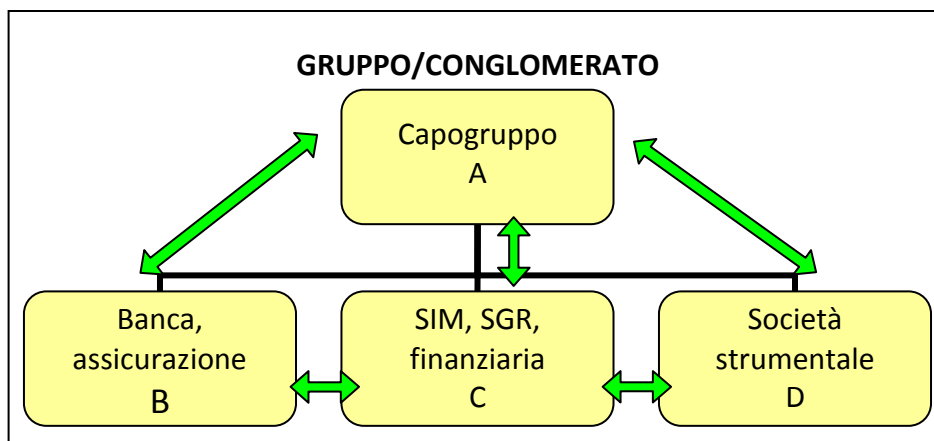 GRUPPO/CONGLOMERATO
Capogruppo
A
Banca,
assicurazione
B
SIM, SGR,
finanziaria
C
Società
strumentale
D